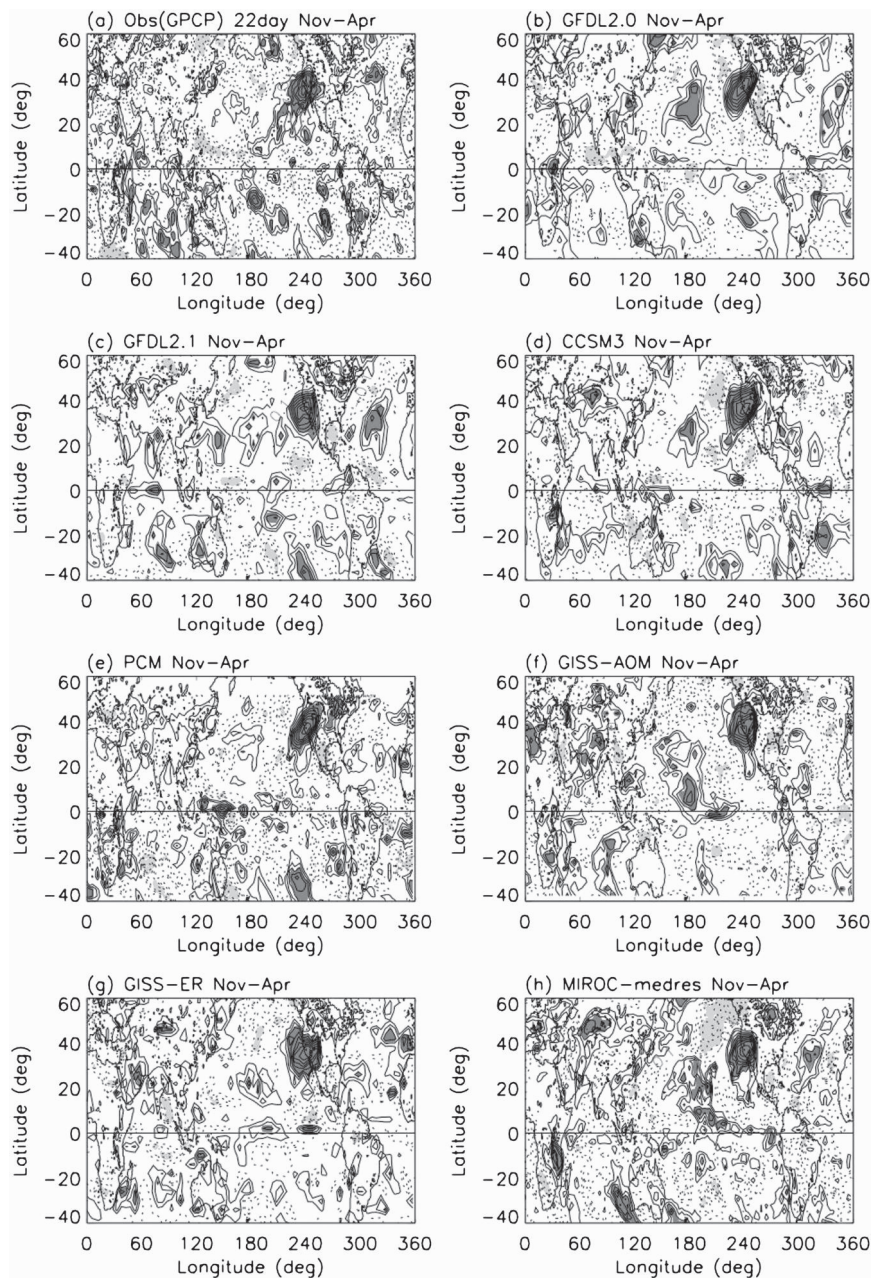 (a) Obs(GPCP) 22day Nov-Apr
Latitude (deg)
60
40
20
0
-20
-40
0 60 120 180 240 300 360
Longitude (deg)
(b) GFDL2.0 Nov-Apr
Latitude (deg)
60
40
20
0
-20
-40
0 60 120 180 240 300 360
Longitude (deg)
(c) GFDL2.1 Nov-Apr
Latitude (deg)
60
40
20
0
-20
-40
0 60 120 180 240 300 360
Longitude (deg)
(d) CCSM3 Nov-Apr
Latitude (deg)
60
40
20
0
-20
-40
0 60 120 180 240 300 360
Longitude (deg)
(e) PCM Nov-Apr
Latitude (deg)
60
40
20
0
-20
-40
0 60 120 180 240 300 360
Longitude (deg)
(f) GISS-AOM Nov-Apr
Latitude (deg)
60
40
20
0
-20
-40
0 60 120 180 240 300 360
Longitude (deg)
(g) GISS-ER Nov-Apr
Latitude (deg)
60
40
20
0
-20
-40
0 60 120 180 240 300 360
Longitude (deg)
(h) MIROC-medres Nov-Apr
Latitude (deg)
60
40
20
0
-20
-40
0 60 120 180 240 300 360
Longitude (deg)